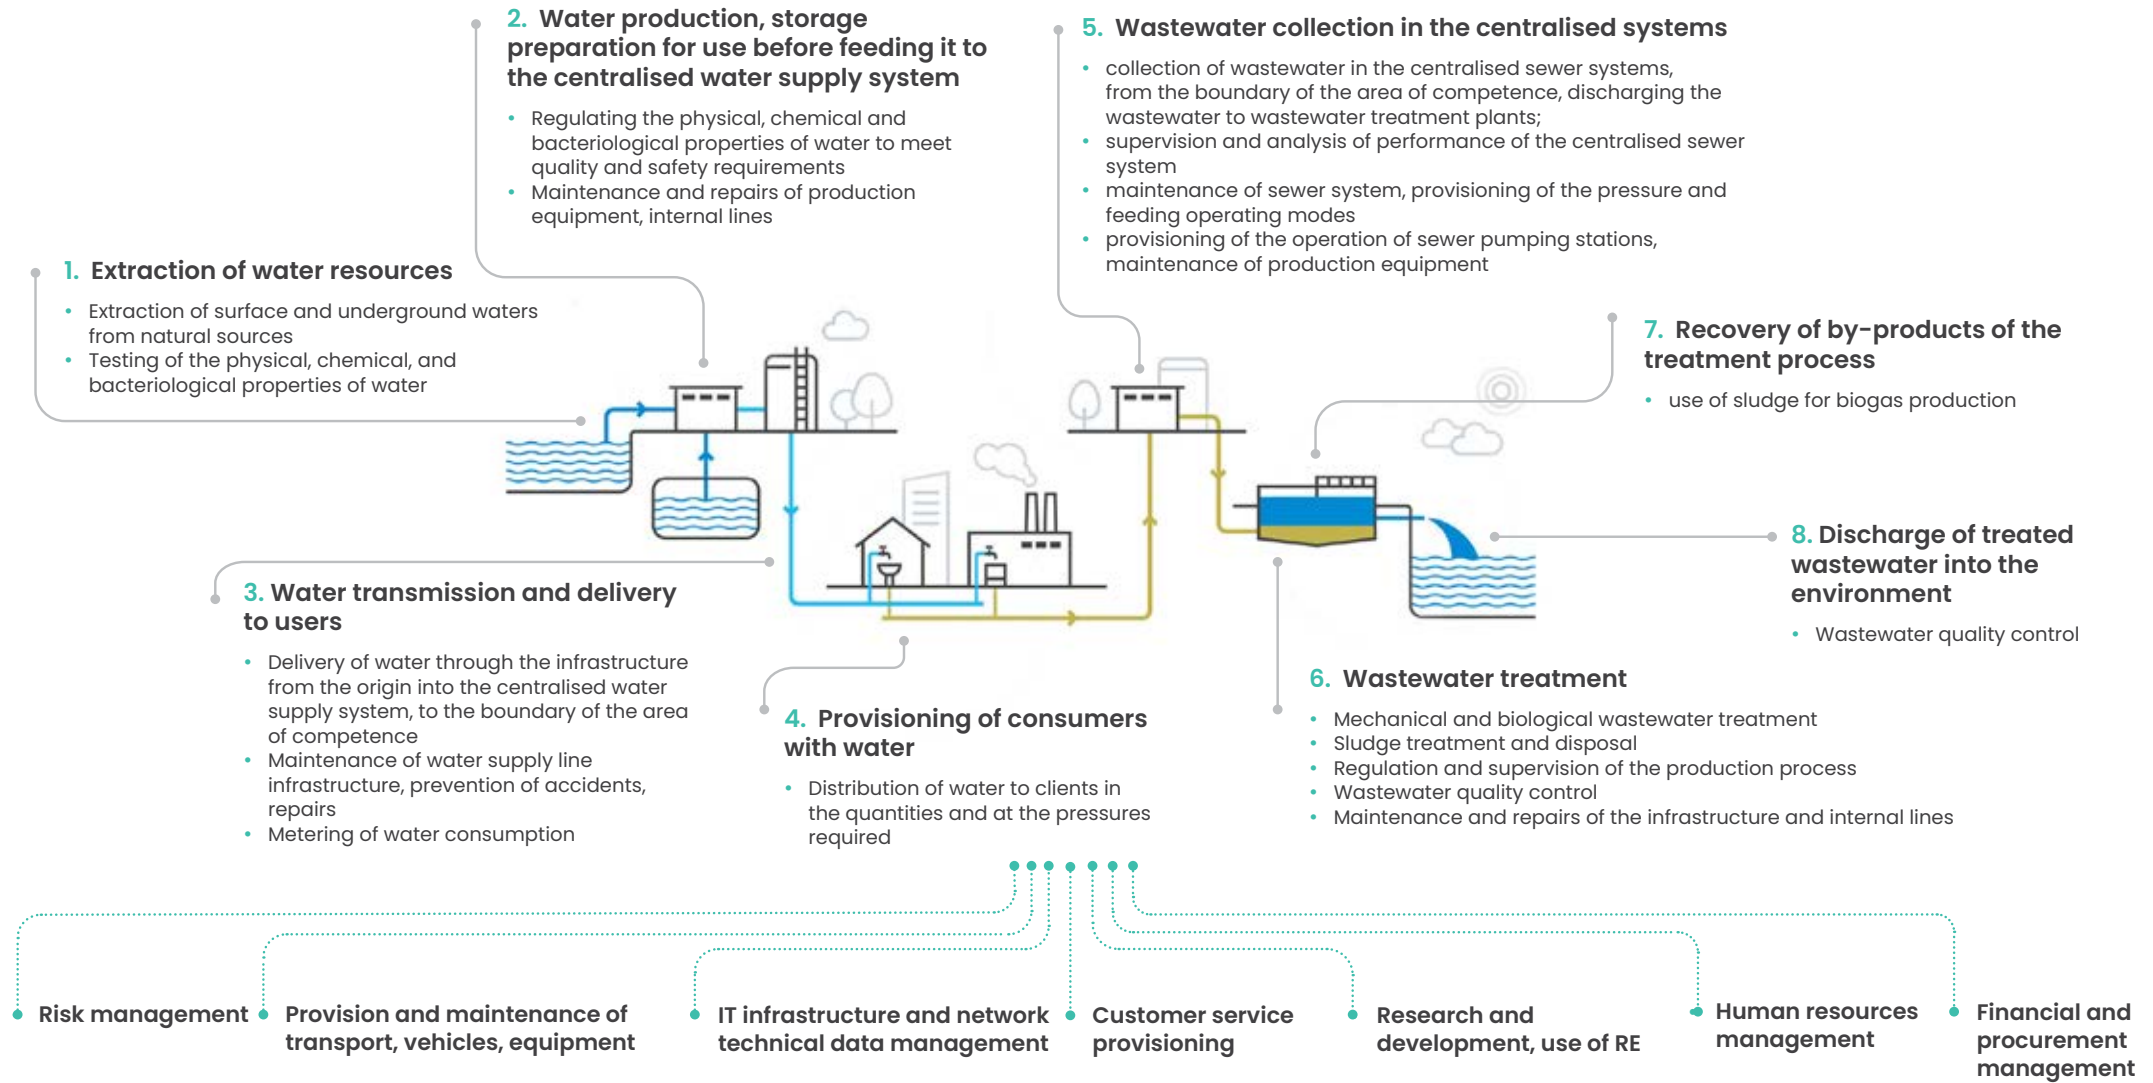 1. Extraction of water resources
• Extraction of surface and underground waters
from natural sources
• Testing of the physical, chemical, and
bacteriological properties of water
2. Water production, storage
preparation for use before feeding it to
the centralised water supply system
• Regulating the physical, chemical and
bacteriological properties of water to meet
quality and safety requirements
• Maintenance and repairs of production
equipment, internal lines
3. Water transmission and delivery
to users
• Delivery of water through the infrastructure
from the origin into the centralised water
supply system, to the boundary of the area
of competence
• Maintenance of water supply line
infrastructure, prevention of accidents,
repairs
• Metering of water consumption
4. Provisioning of consumers
with water
• Distribution of water to clients in
the quantities and at the pressures
required
5. Wastewater collection in the centralised systems
• collection of wastewater in the centralised sewer systems,
from the boundary of the area of competence, discharging the
wastewater to wastewater treatment plants;
• supervision and analysis of performance of the centralised sewer
system
• maintenance of sewer system, provisioning of the pressure and
feeding operating modes
• provisioning of the operation of sewer pumping stations,
maintenance of production equipment
6. Wastewater treatment
• Mechanical and biological wastewater treatment
• Sludge treatment and disposal
• Regulation and supervision of the production process
• Wastewater quality control
• Maintenance and repairs of the infrastructure and internal lines
7. Recovery of by-products of the
treatment process
• use of sludge for biogas production
8. Discharge of treated
wastewater into the
environment
• Wastewater quality control
Risk management
Provision and maintenance of
transport, vehicles, equipment
IT infrastructure and network
technical data management
Customer service
provisioning
Research and
development, use of RE
Human resources
management
Financial and
procurement
management